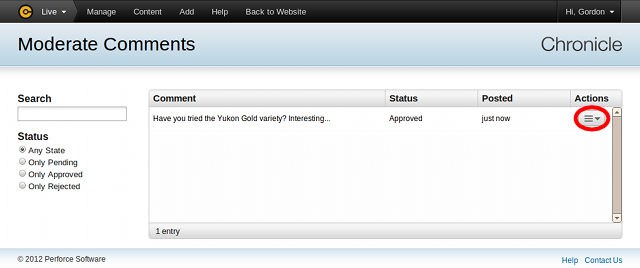 Live Manage Content Add Help Back to Website Hi, Gordon
Moderate Comments Chronicle
Search
Status
Any State
Only Pending
Only Approved
Only Rejected
Comment Status Posted Actions
Have you tried the Yukon Gold variety? Interesting... Approved just now
1 entry
© 2012 Perforce Software Help Contact Us